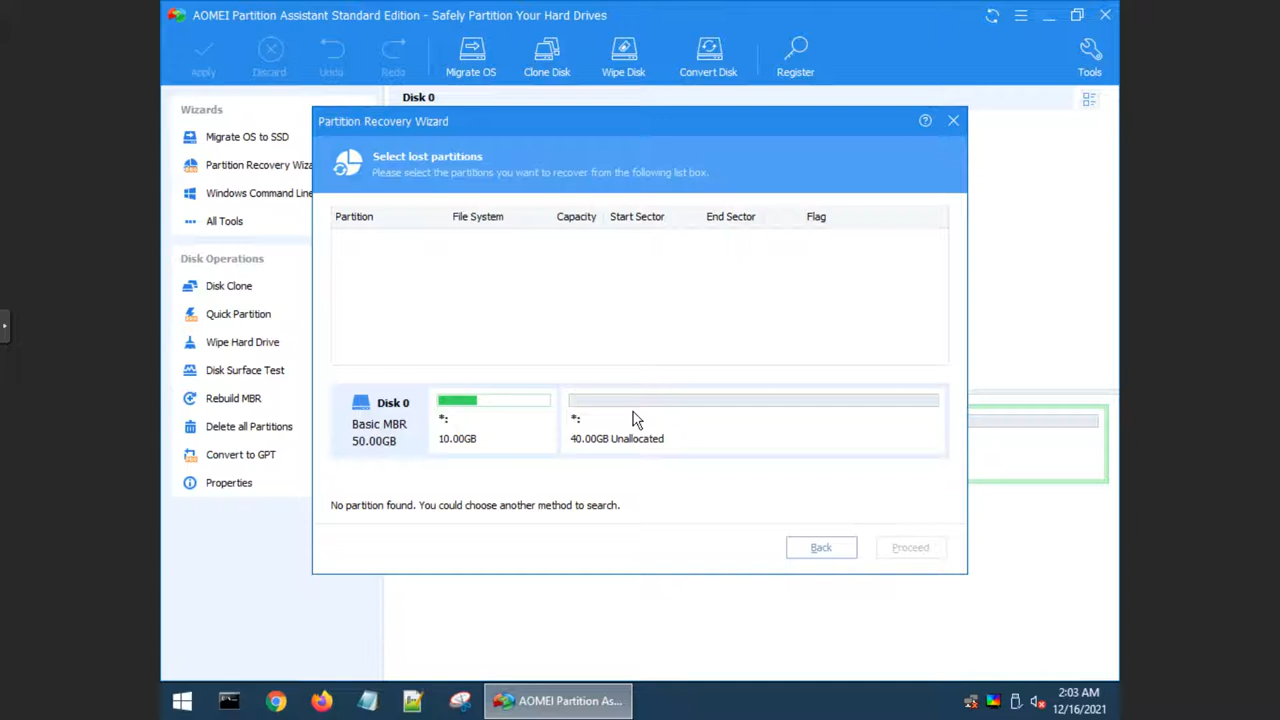 AOMEI Partition Assistant Standard Edition - Safely Partition Your Hard Drives
Apply
Discard
Undo
Redo
Migrate OS
Clone Disk
Wipe Disk
Convert Disk
Register
Tools
Wizards
Migrate OS to SSD
Partition Recovery Wiza
Windows Command Line
All Tools
Disk Operations
Disk Clone
Quick Partition
Wipe Hard Drive
Disk Surface Test
Rebuild MBR
Delete all Partitions
Convert to GPT
Properties
Disk 0
Partition Recovery Wizard
Select lost partitions
Please select the partitions you want to recover from the following list box.
Partition File System Capacity Start Sector End Sector Flag
Disk 0
Basic MBR
50.00GB
*:
10.00GB
*:
40.00GB Unallocated
No partition found. You could choose another method to search.
Back
Proceed
AOMEI Partition As...
2:03 AM
12/16/2021